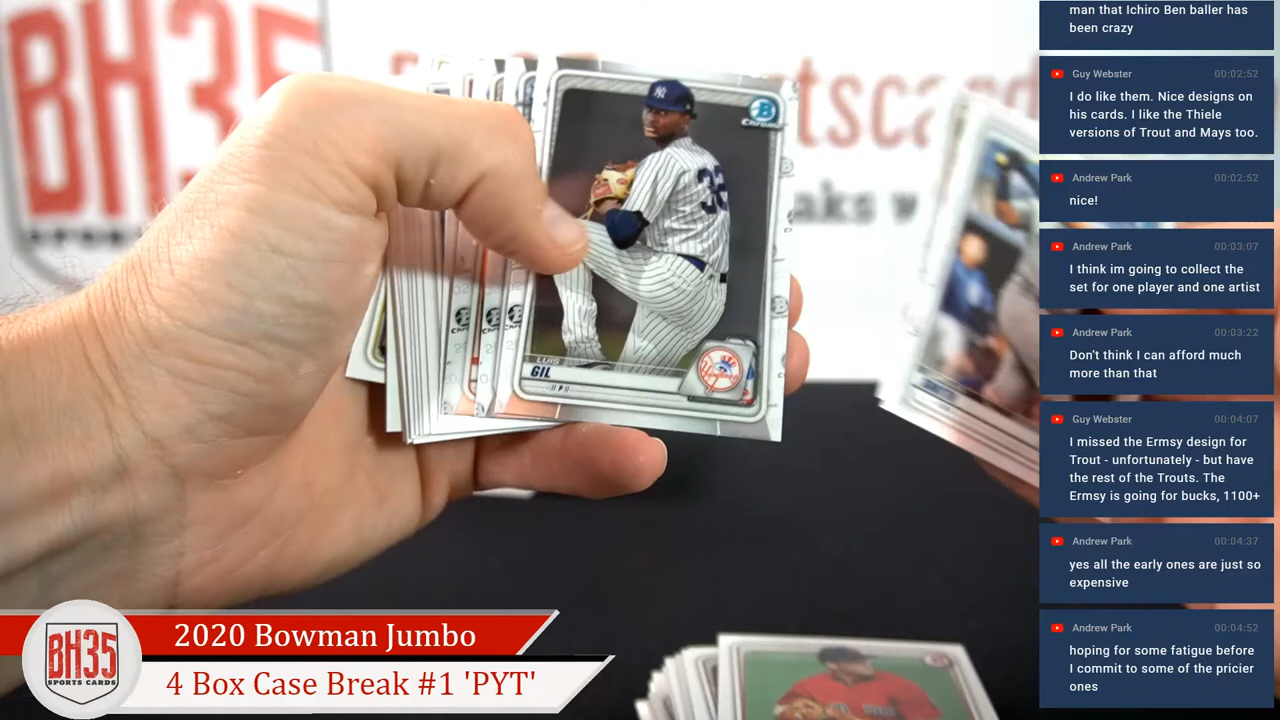 man that Ichiro Ben baller has
been crazy
Guy Webster 00:02:52
I do like them. Nice designs on
his cards. I like the Thiele
versions of Trout and Mays too.
Andrew Park 00:02:52
nice!
Andrew Park 00:03:07
I think im going to collect the
set for one player and one artist
Andrew Park 00:03:22
Don't think I can afford much
more than that
Guy Webster 00:04:07
I missed the Ermsy design for
Trout - unfortunately - but have
the rest of the Trouts. The
Ermsy is going for bucks, 1100+
Andrew Park 00:04:37
yes all the early ones are just so
expensive
Andrew Park 00:04:52
hoping for some fatigue before
I commit to some of the pricier
ones
BH35
NY
B
Chrome
LUIS
GIL
P
Yankees
BH35
SPORTS CARDS
2020 Bowman Jumbo
4 Box Case Break #1 'PYT'